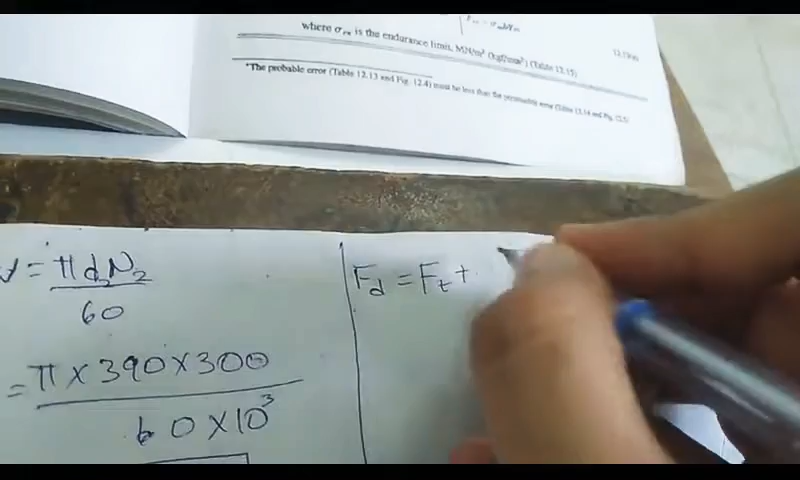 where σ is the endurance limit, MN/m² (kgf/mm²) (Table 12.15)
*The probable error (Table 12.13 and Fig. 12.4) must be less than the permissible error (Table 12.14 and Fig. 12.5)
v = πd₂N₂
60
= π × 390 × 300
60 × 10³
F_d = F_t +